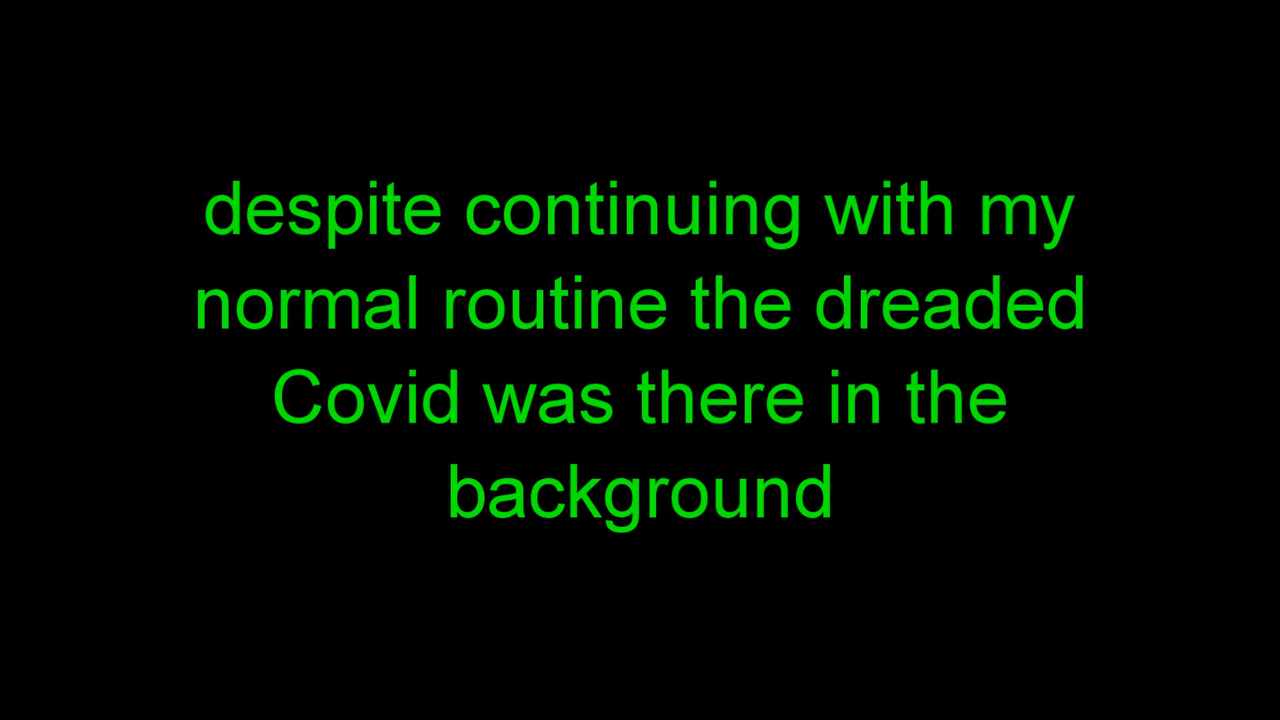 despite continuing with my
normal routine the dreaded
Covid was there in the
background